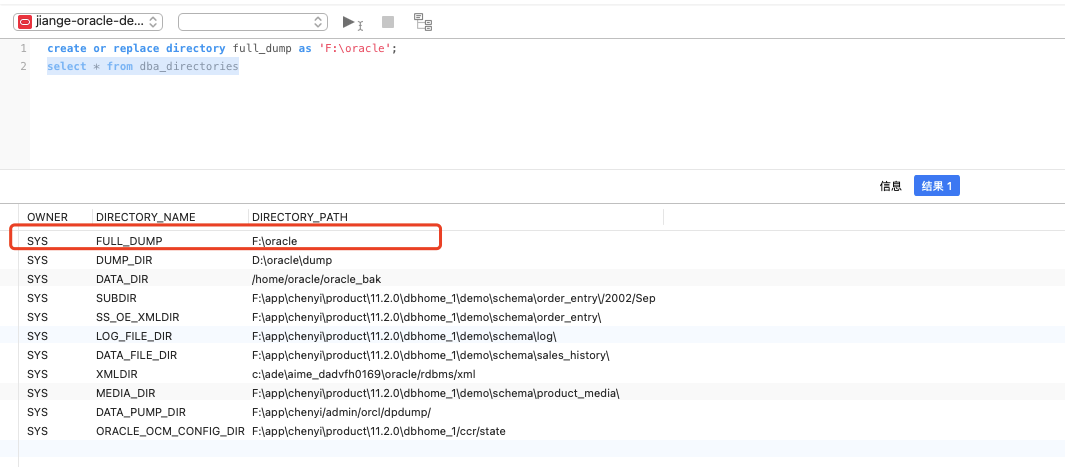 jiange-oracle-de...
1 create or replace directory full_dump as 'F:\oracle';
2 select * from dba_directories
信息 结果 1
OWNER DIRECTORY_NAME DIRECTORY_PATH
SYS FULL_DUMP F:\oracle
SYS DUMP_DIR D:\oracle\dump
SYS DATA_DIR /home/oracle/oracle_bak
SYS SUBDIR F:\app\chenyi\product\11.2.0\dbhome_1\demo\schema\order_entry\/2002/Sep
SYS SS_OE_XMLDIR F:\app\chenyi\product\11.2.0\dbhome_1\demo\schema\order_entry\
SYS LOG_FILE_DIR F:\app\chenyi\product\11.2.0\dbhome_1\demo\schema\log\
SYS DATA_FILE_DIR F:\app\chenyi\product\11.2.0\dbhome_1\demo\schema\sales_history\
SYS XMLDIR c:\ade\aime_dadvfh0169\oracle/rdbms/xml
SYS MEDIA_DIR F:\app\chenyi\product\11.2.0\dbhome_1\demo\schema\product_media\
SYS DATA_PUMP_DIR F:\app\chenyi/admin/orcl/dpdump/
SYS ORACLE_OCM_CONFIG_DIR F:\app\chenyi\product\11.2.0\dbhome_1/ccr/state